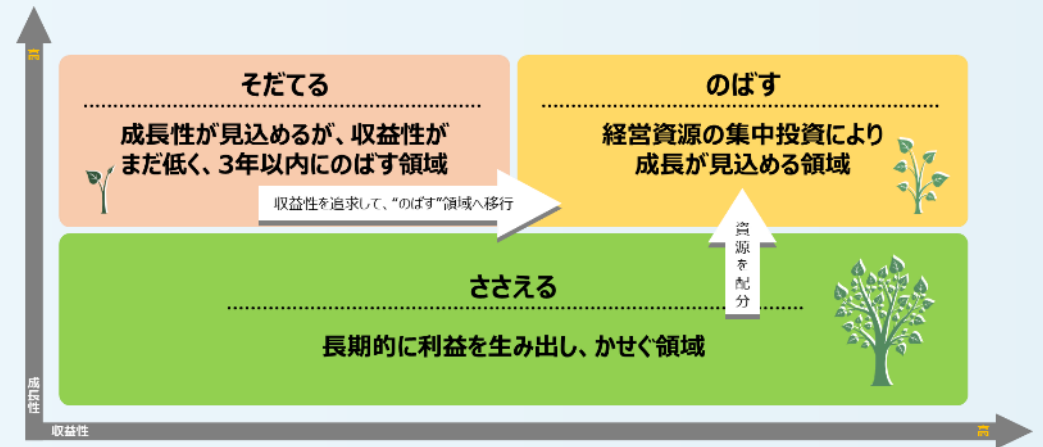 高
そだてる
成長性が見込めるが、収益性が
まだ低く、3年以内にのばす領域
収益性を追求して、“のばす”領域へ移行
のばす
経営資源の集中投資により
成長が見込める領域
資源を配分
ささえる
長期的に利益を生み出し、かせぐ領域
成長性
収益性
高